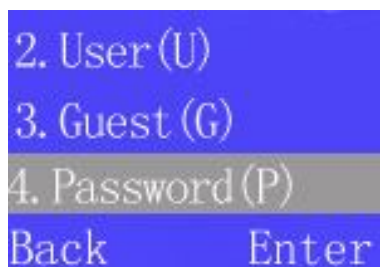 2. User(U)
3. Guest(G)
4. Password(P)
Back Enter